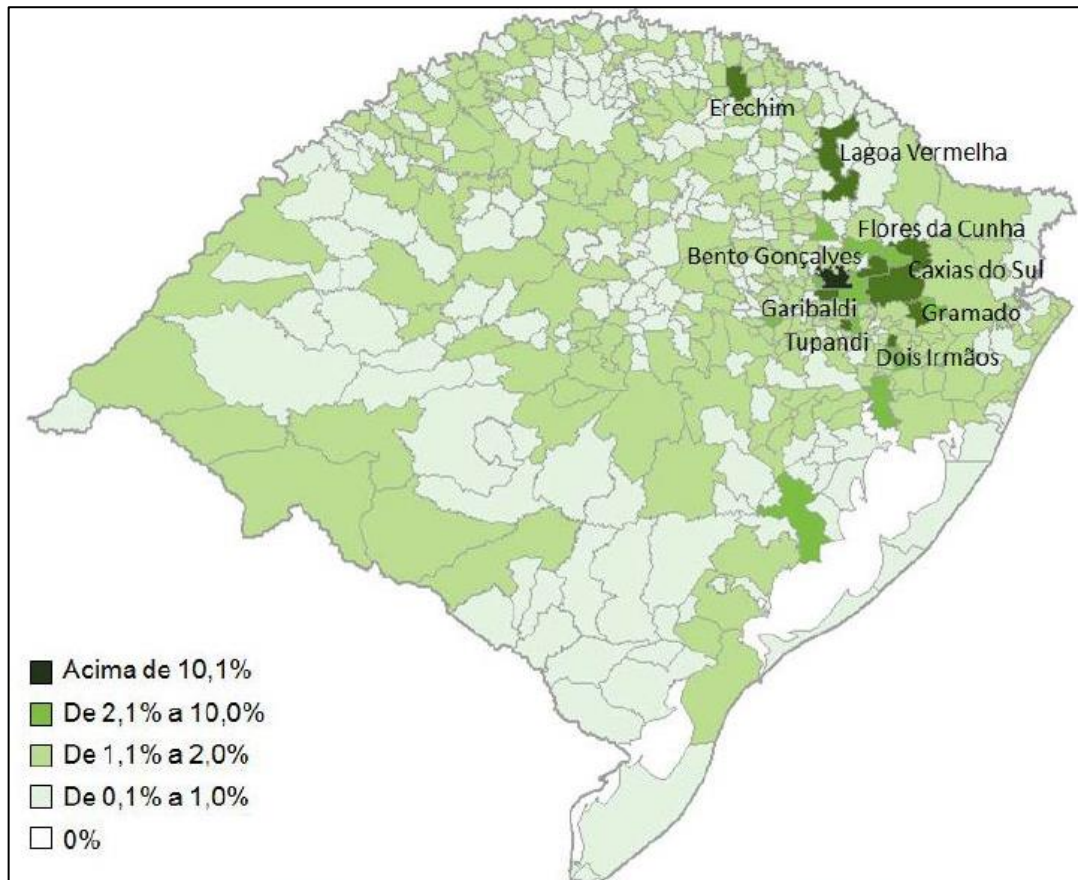 Erechim
Lagoa Vermelha
Flores da Cunha
Bento Gonçalves
Caxias do Sul
Garibaldi
Gramado
Tupandi
Dois Irmãos
Acima de 10,1%
De 2,1% a 10,0%
De 1,1% a 2,0%
De 0,1% a 1,0%
0%